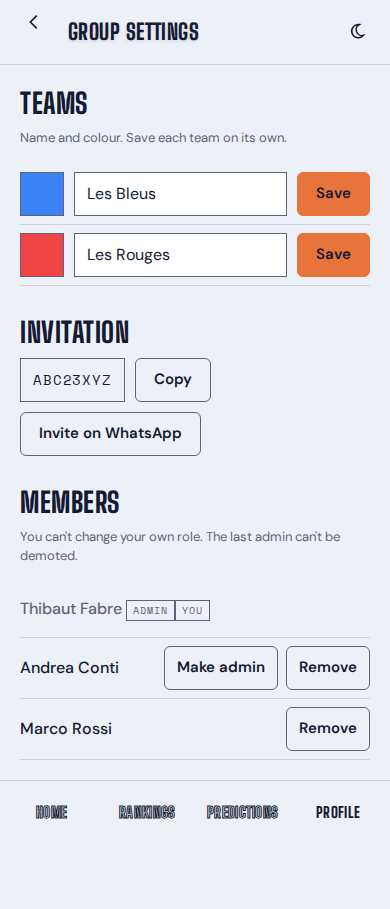 GROUP SETTINGS
TEAMS
Name and colour. Save each team on its own.
Les Bleus
Save
Les Rouges
Save
INVITATION
ABC23XYZ
Copy
Invite on WhatsApp
MEMBERS
You can't change your own role. The last admin can't be
demoted.
Thibaut Fabre ADMIN YOU
Andrea Conti
Make admin
Remove
Marco Rossi
Remove
HOME
RANKINGS
PREDICTIONS
PROFILE